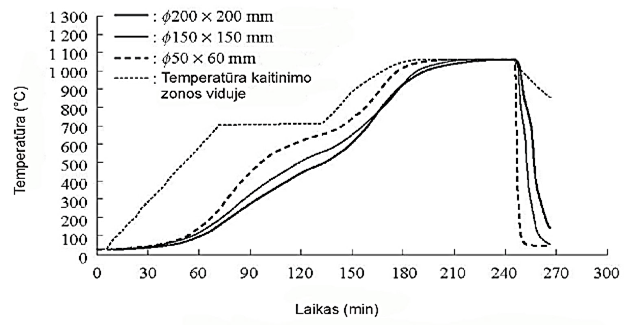 1 300
1 200
1 100
1 000
900
800
700
600
500
400
300
200
100
0
Temperatūra (°C)
: ϕ200 × 200 mm
: ϕ150 × 150 mm
: ϕ50 × 60 mm
: Temperatūra kaitinimo
zonos viduje
0 30 60 90 120 150 180 210 240 270 300
Laikas (min)